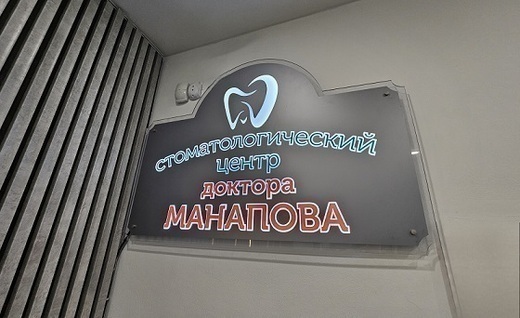 стоматологический
центр
доктора
МАНАПОВА